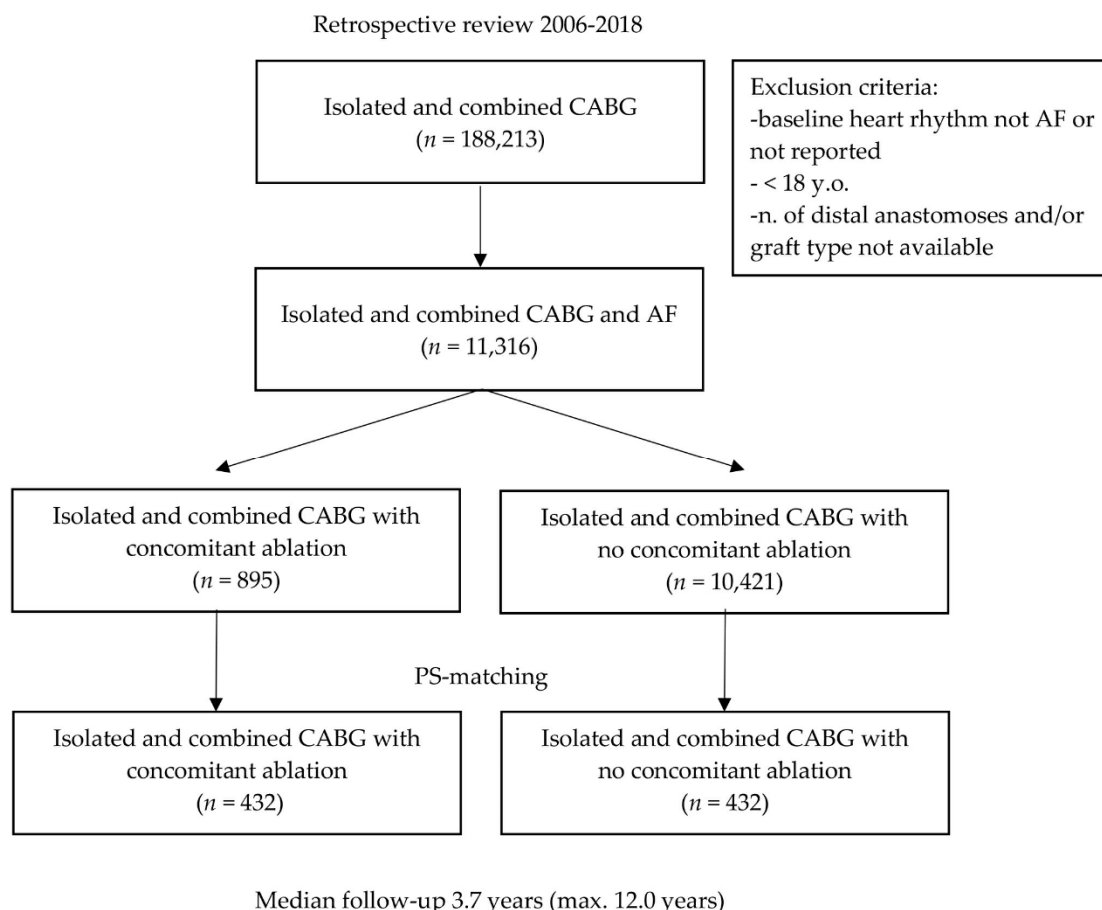 Retrospective review 2006-2018
Isolated and combined CABG
(n = 188,213)
Exclusion criteria:
-baseline heart rhythm not AF or
not reported
- < 18 y.o.
-n. of distal anastomoses and/or
graft type not available
Isolated and combined CABG and AF
(n = 11,316)
Isolated and combined CABG with
concomitant ablation
(n = 895)
Isolated and combined CABG with
no concomitant ablation
(n = 10,421)
PS-matching
Isolated and combined CABG with
concomitant ablation
(n = 432)
Isolated and combined CABG with
no concomitant ablation
(n = 432)
Median follow-up 3.7 years (max. 12.0 years)